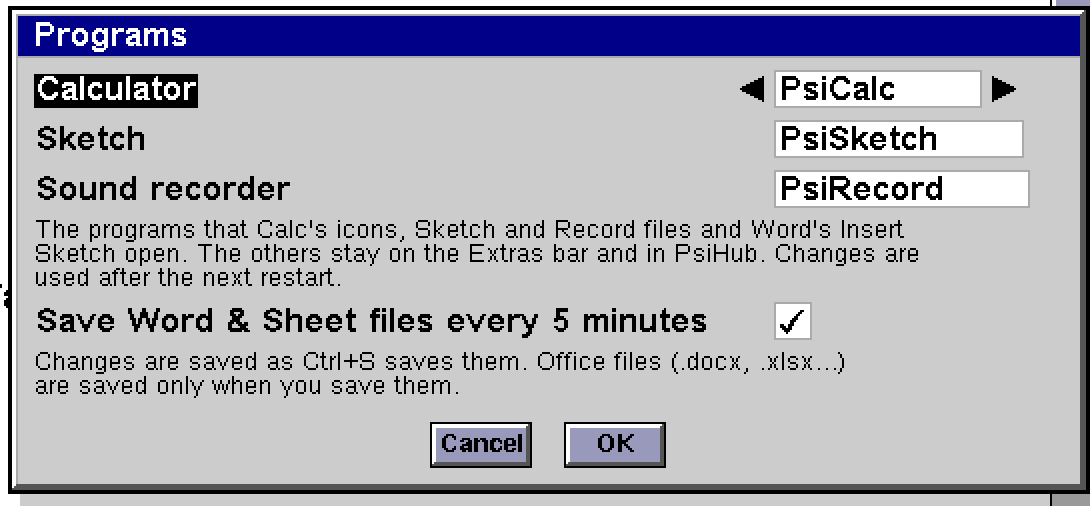 Programs
Calculator PsiCalc
Sketch PsiSketch
Sound recorder PsiRecord
The programs that Calc's icons, Sketch and Record files and Word's Insert
Sketch open. The others stay on the Extras bar and in PsiHub. Changes are
used after the next restart.
Save Word & Sheet files every 5 minutes
Changes are saved as Ctrl+S saves them. Office files (.docx, .xlsx...)
are saved only when you save them.
Cancel OK